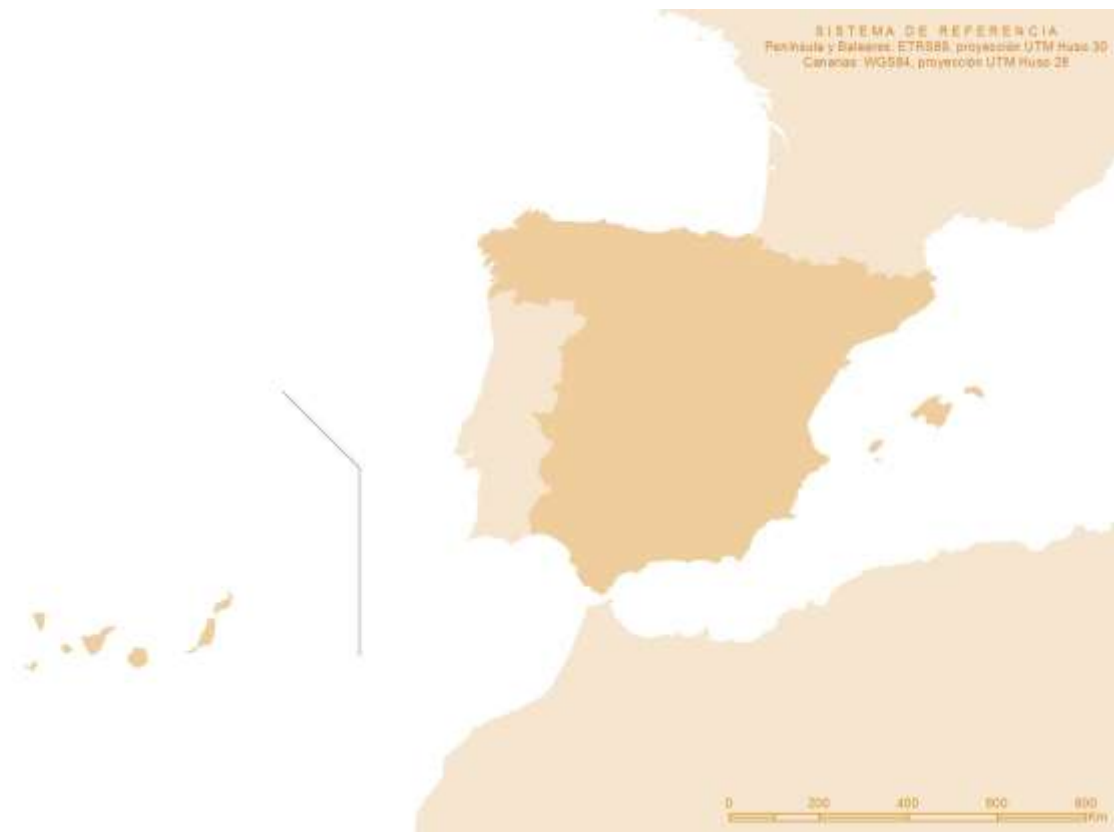 SISTEMA DE REFERENCIA
Península y Baleares: ETRS89, proyección UTM Huso 30
Canarias: WGS84, proyección UTM Huso 28
0 200 400 600 800
Km